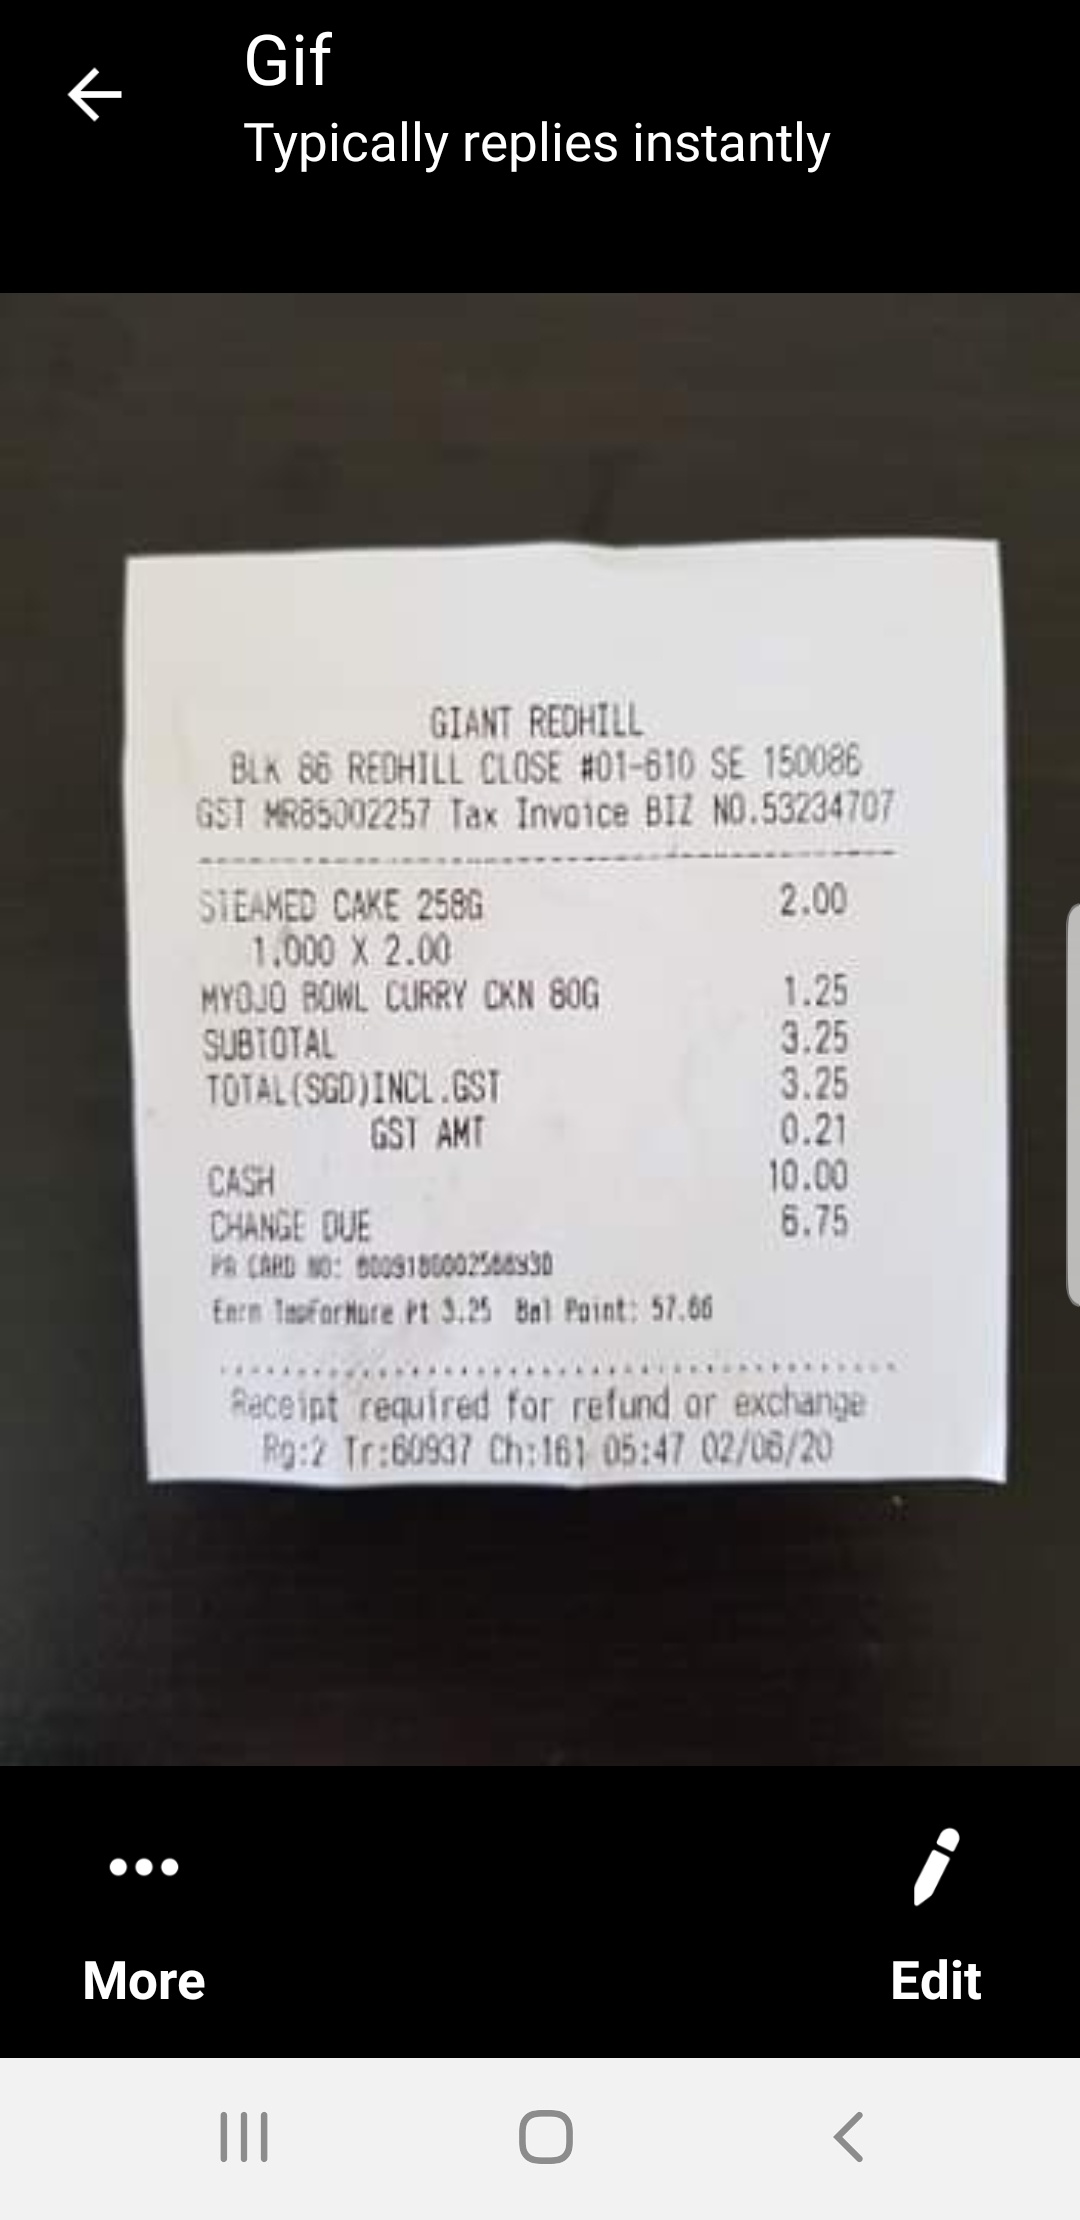 Gif
Typically replies instantly
GIANT REDHILL
BLK 86 REDHILL CLOSE #01-610 SE 150086
GST MR85002257 Tax Invoice BIZ NO.53234707
STEAMED CAKE 258G 2.00
1.000 X 2.00
MYOJO BOWL CURRY CKN 80G 1.25
SUBTOTAL 3.25
TOTAL(SGD)INCL.GST 3.25
GST AMT 0.21
CASH 10.00
CHANGE DUE 6.75
PA CARD NO:
Earn TapForMore Pt 3.25 Bal Point: 57.66
Receipt required for refund or exchange
Rg:2 Tr:60937 Ch:161 05:47 02/06/20
More
Edit